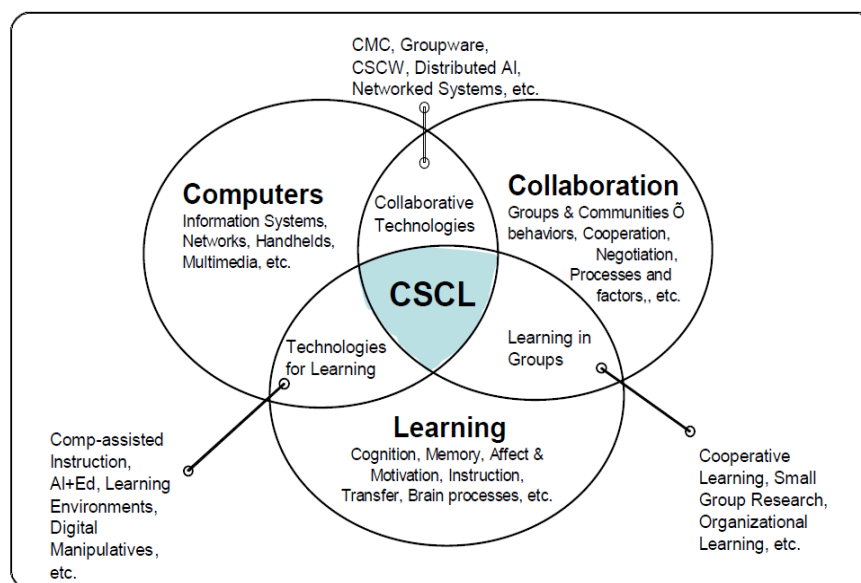 CMC, Groupware,
CSCW, Distributed AI,
Networked Systems, etc.
Computers
Information Systems,
Networks, Handhelds,
Multimedia, etc.
Collaborative
Technologies
Collaboration
Groups & Communities Õ
behaviors, Cooperation,
Negotiation,
Processes and
factors,, etc.
CSCL
Technologies
for Learning
Learning in
Groups
Learning
Cognition, Memory, Affect &
Motivation, Instruction,
Transfer, Brain processes, etc.
Comp-assisted
Instruction,
AI+Ed, Learning
Environments,
Digital
Manipulatives,
etc.
Cooperative
Learning, Small
Group Research,
Organizational
Learning, etc.